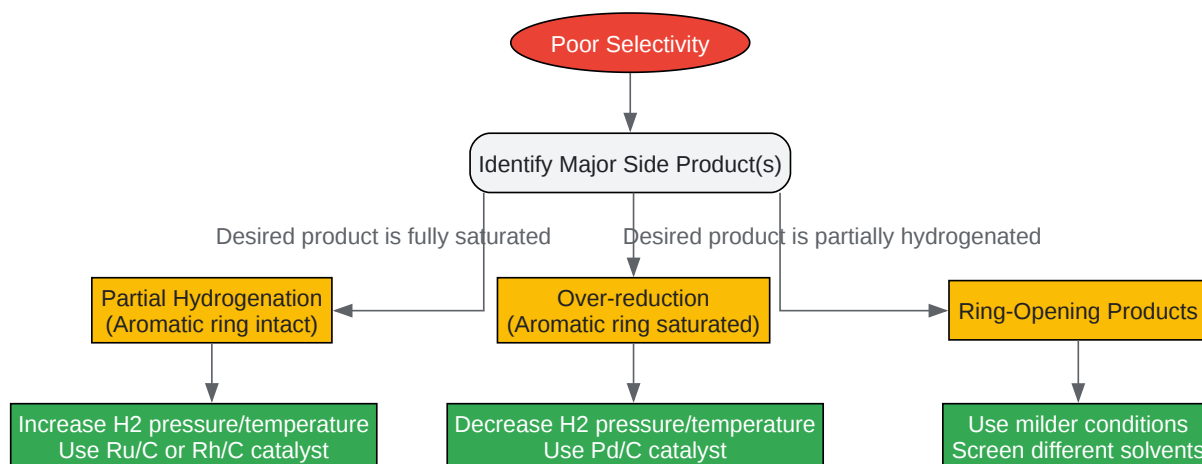 Poor Selectivity
Identify Major Side Product(s)
Desired product is fully saturated
Desired product is partially hydrogenated
Partial Hydrogenation
(Aromatic ring intact)
Over-reduction
(Aromatic ring saturated)
Ring-Opening Products
Increase H2 pressure/temperature
Use Ru/C or Rh/C catalyst
Decrease H2 pressure/temperature
Use Pd/C catalyst
Use milder conditions
Screen different solvents